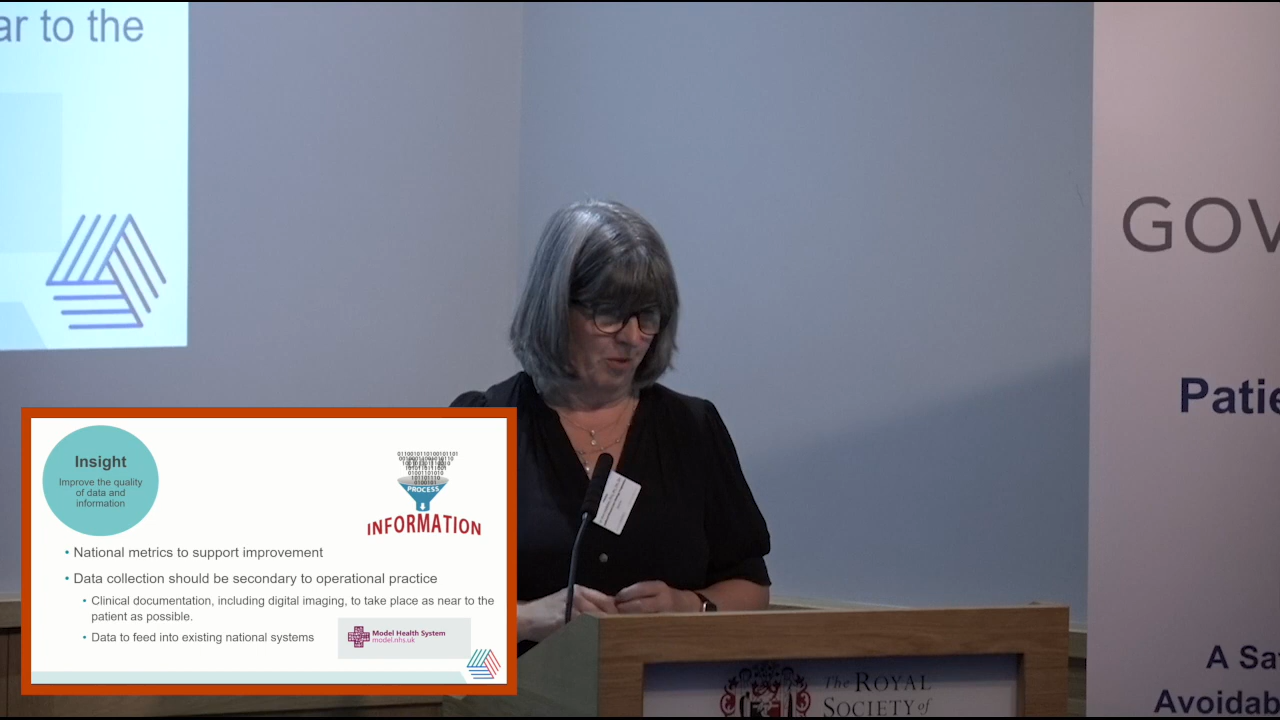 ar to the
GOV
Patie
A Sa
Avoidab
The ROYAL
SOCIETY of
Insight
Improve the quality
of data and
information
PROCESS
INFORMATION
• National metrics to support improvement
• Data collection should be secondary to operational practice
• Clinical documentation, including digital imaging, to take place as near to the
patient as possible.
• Data to feed into existing national systems
Model Health System
model.nhs.uk